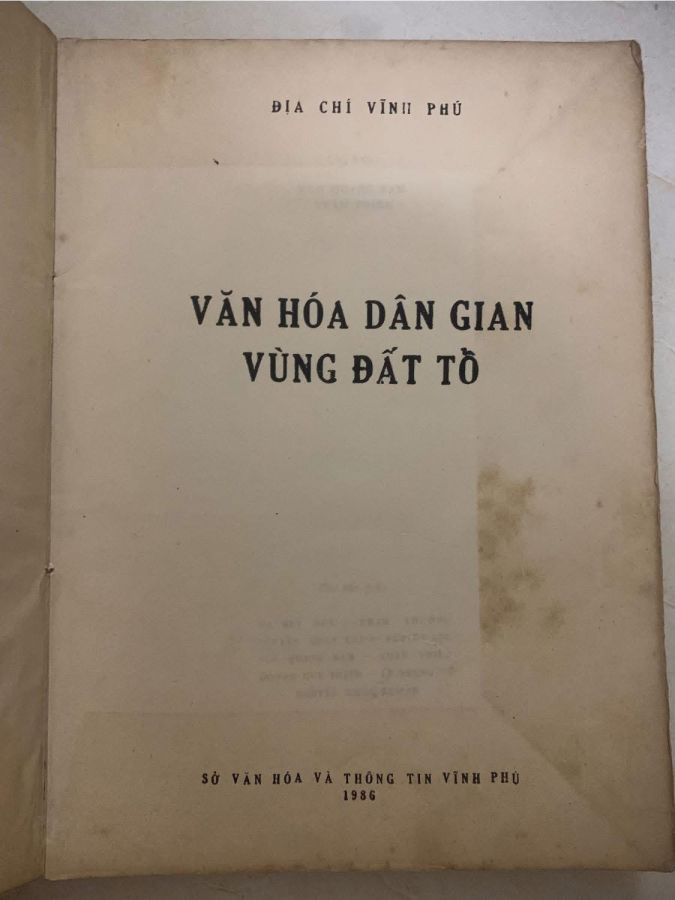 ĐỊA CHÍ VĨNH PHÚ
VĂN HÓA DÂN GIAN
VÙNG ĐẤT TỔ
SỞ VĂN HÓA VÀ THÔNG TIN VĨNH PHÚ
1986